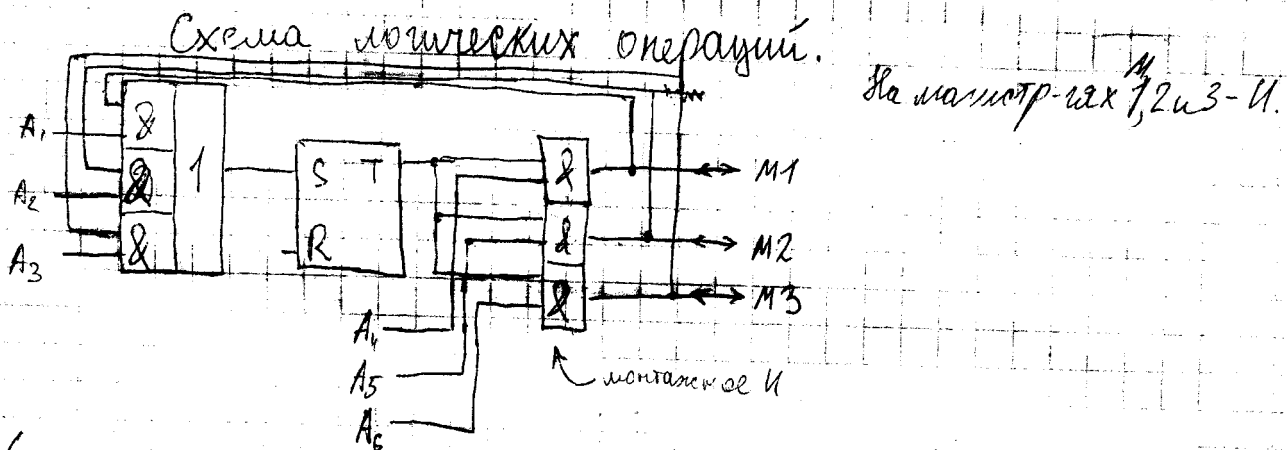 Схема логических операций.
На магистр-лях М1,2 и 3 - И.
A1
&
1
A2
&
A3
&
S T
R
&
M1
&
M2
&
M3
A4
A5
монтажное И
A6